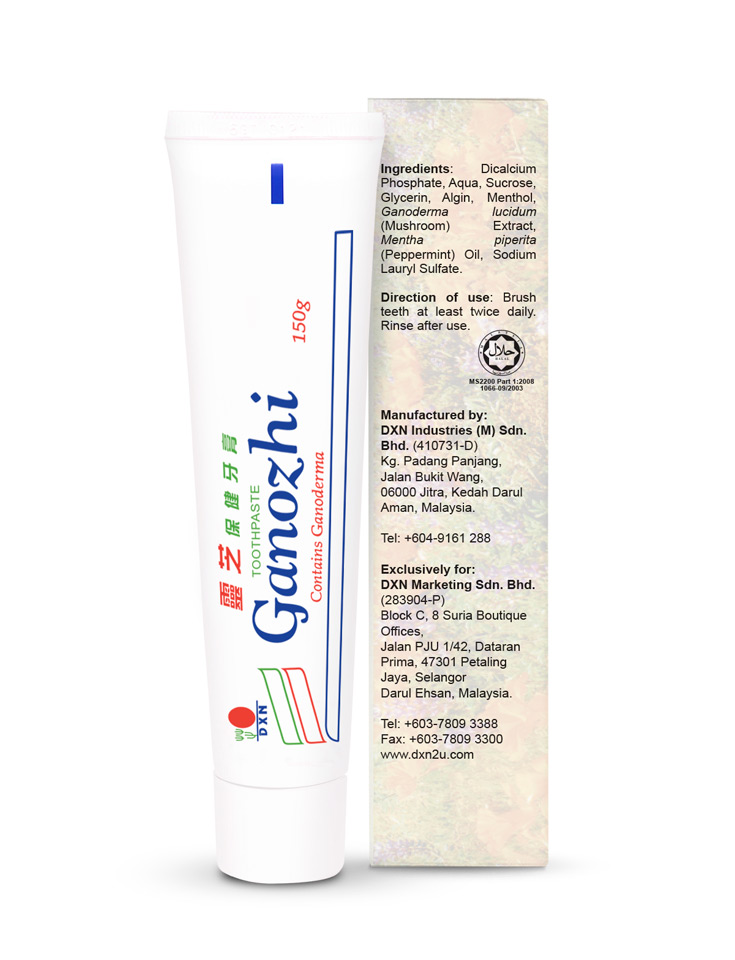 靈芝 保健牙膏
TOOTHPASTE
Ganozhi
Contains Ganoderma
150g
DXN
Ingredients: Dicalcium
Phosphate, Aqua, Sucrose,
Glycerin, Algin, Menthol,
Ganoderma lucidum
(Mushroom) Extract,
Mentha piperita
(Peppermint) Oil, Sodium
Lauryl Sulfate.
Direction of use: Brush
teeth at least twice daily.
Rinse after use.
حلال
HALAL
MS2200 Part 1:2008
1066-09/2003
Manufactured by:
DXN Industries (M) Sdn.
Bhd. (410731-D)
Kg. Padang Panjang,
Jalan Bukit Wang,
06000 Jitra, Kedah Darul
Aman, Malaysia.
Tel: +604-9161 288
Exclusively for:
DXN Marketing Sdn. Bhd.
(283904-P)
Block C, 8 Suria Boutique
Offices,
Jalan PJU 1/42, Dataran
Prima, 47301 Petaling
Jaya, Selangor
Darul Ehsan, Malaysia.
Tel: +603-7809 3388
Fax: +603-7809 3300
www.dxn2u.com